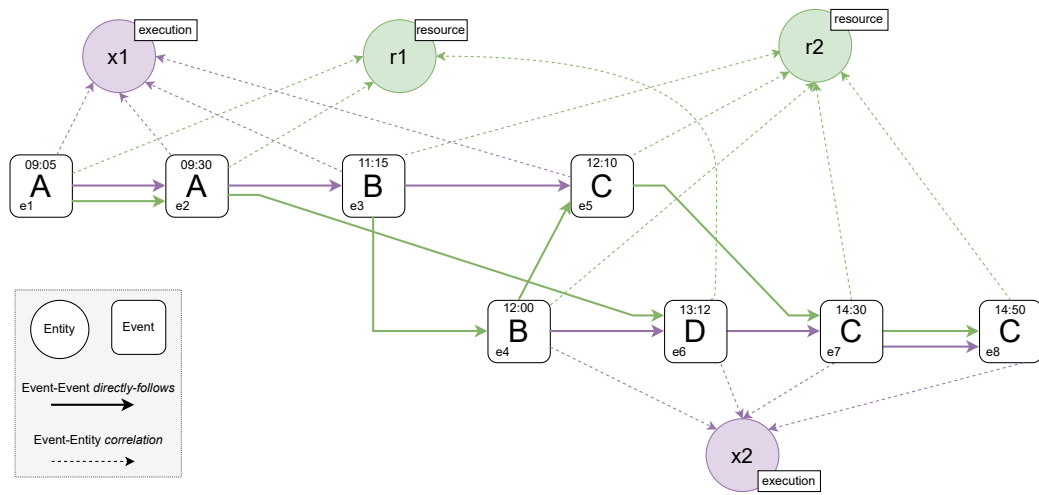 execution
x1
resource
r1
resource
r2
09:05
A
e1
09:30
A
e2
11:15
B
e3
12:10
C
e5
12:00
B
e4
13:12
D
e6
14:30
C
e7
14:50
C
e8
Entity
Event
Event-Event directly-follows
Event-Entity correlation
x2
execution